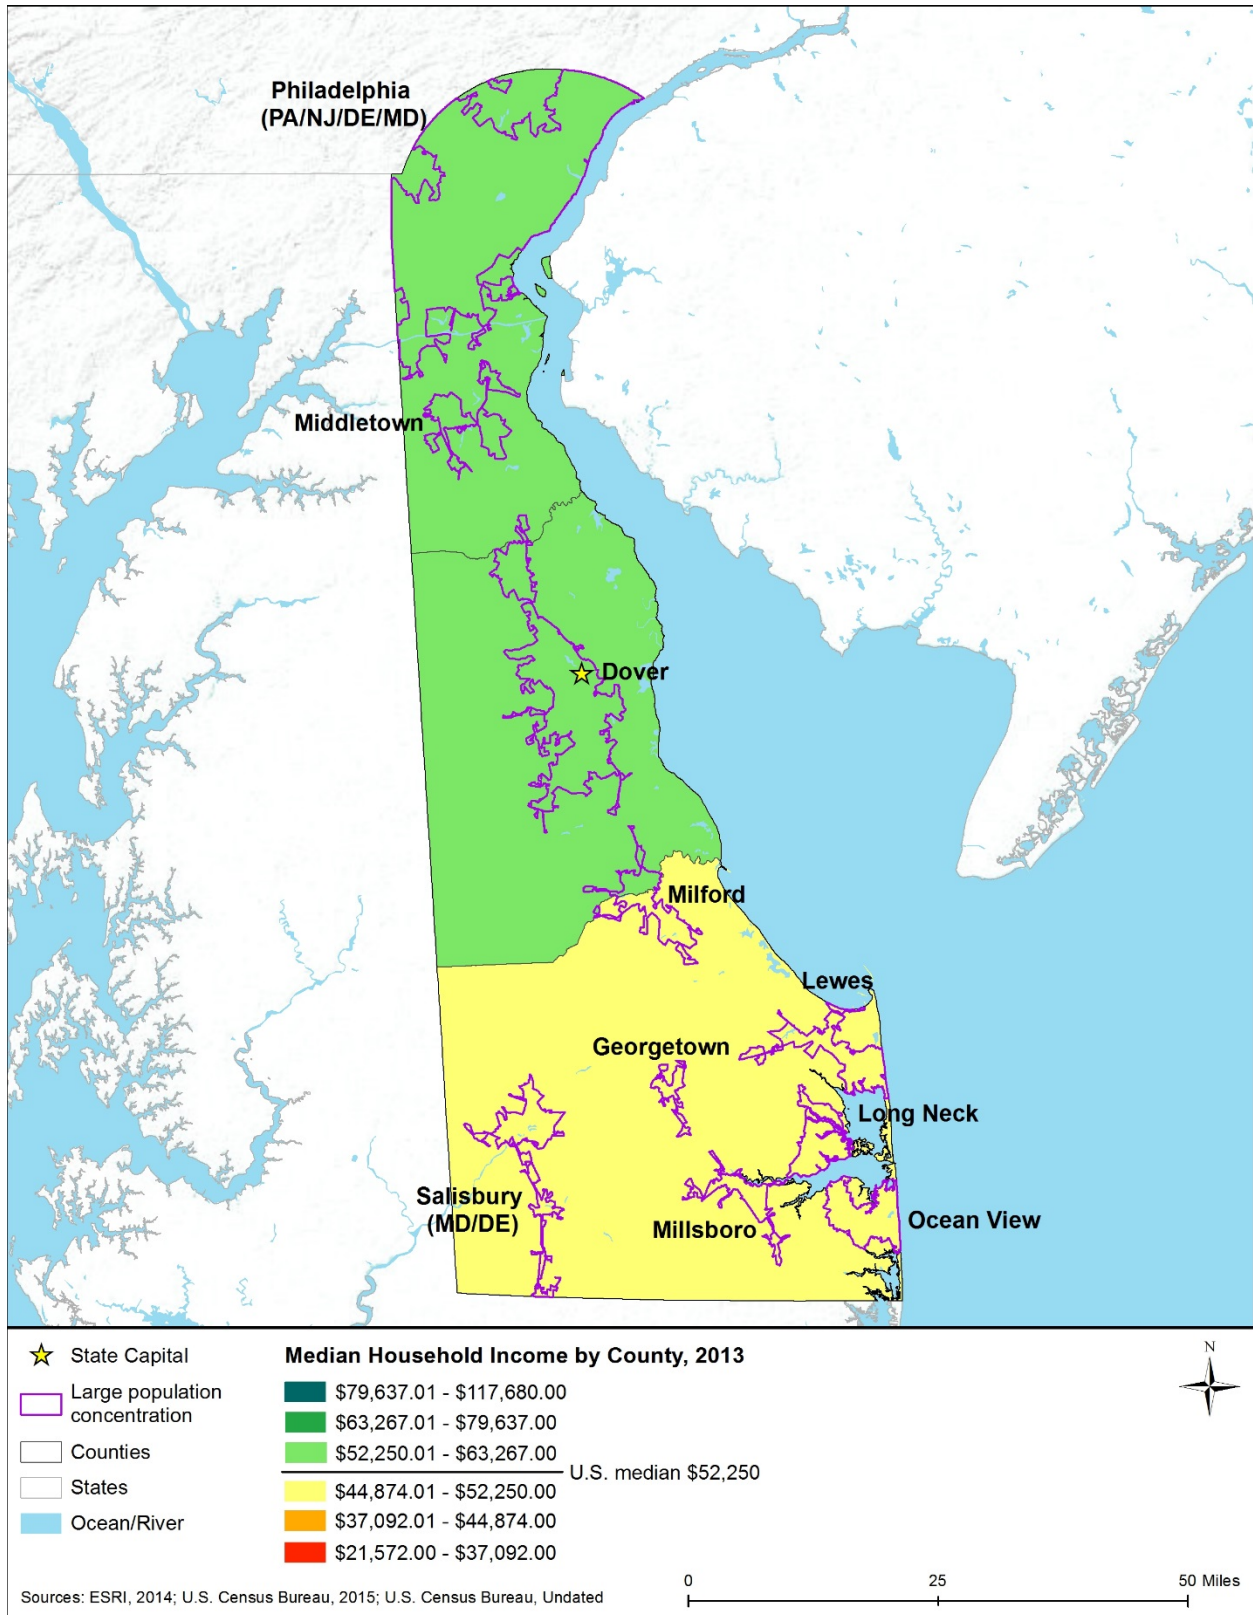 Philadelphia
(PA/NJ/DE/MD)
Middletown
Dover
Milford
Lewes
Georgetown
Long Neck
Salisbury
(MD/DE)
Millsboro
Ocean View
State Capital
Large population
concentration
Counties
States
Ocean/River
Median Household Income by County, 2013
$79,637.01 - $117,680.00
$63,267.01 - $79,637.00
$52,250.01 - $63,267.00
U.S. median $52,250
$44,874.01 - $52,250.00
$37,092.01 - $44,874.00
$21,572.00 - $37,092.00
N
0 25 50 Miles
Sources: ESRI, 2014; U.S. Census Bureau, 2015; U.S. Census Bureau, Undated